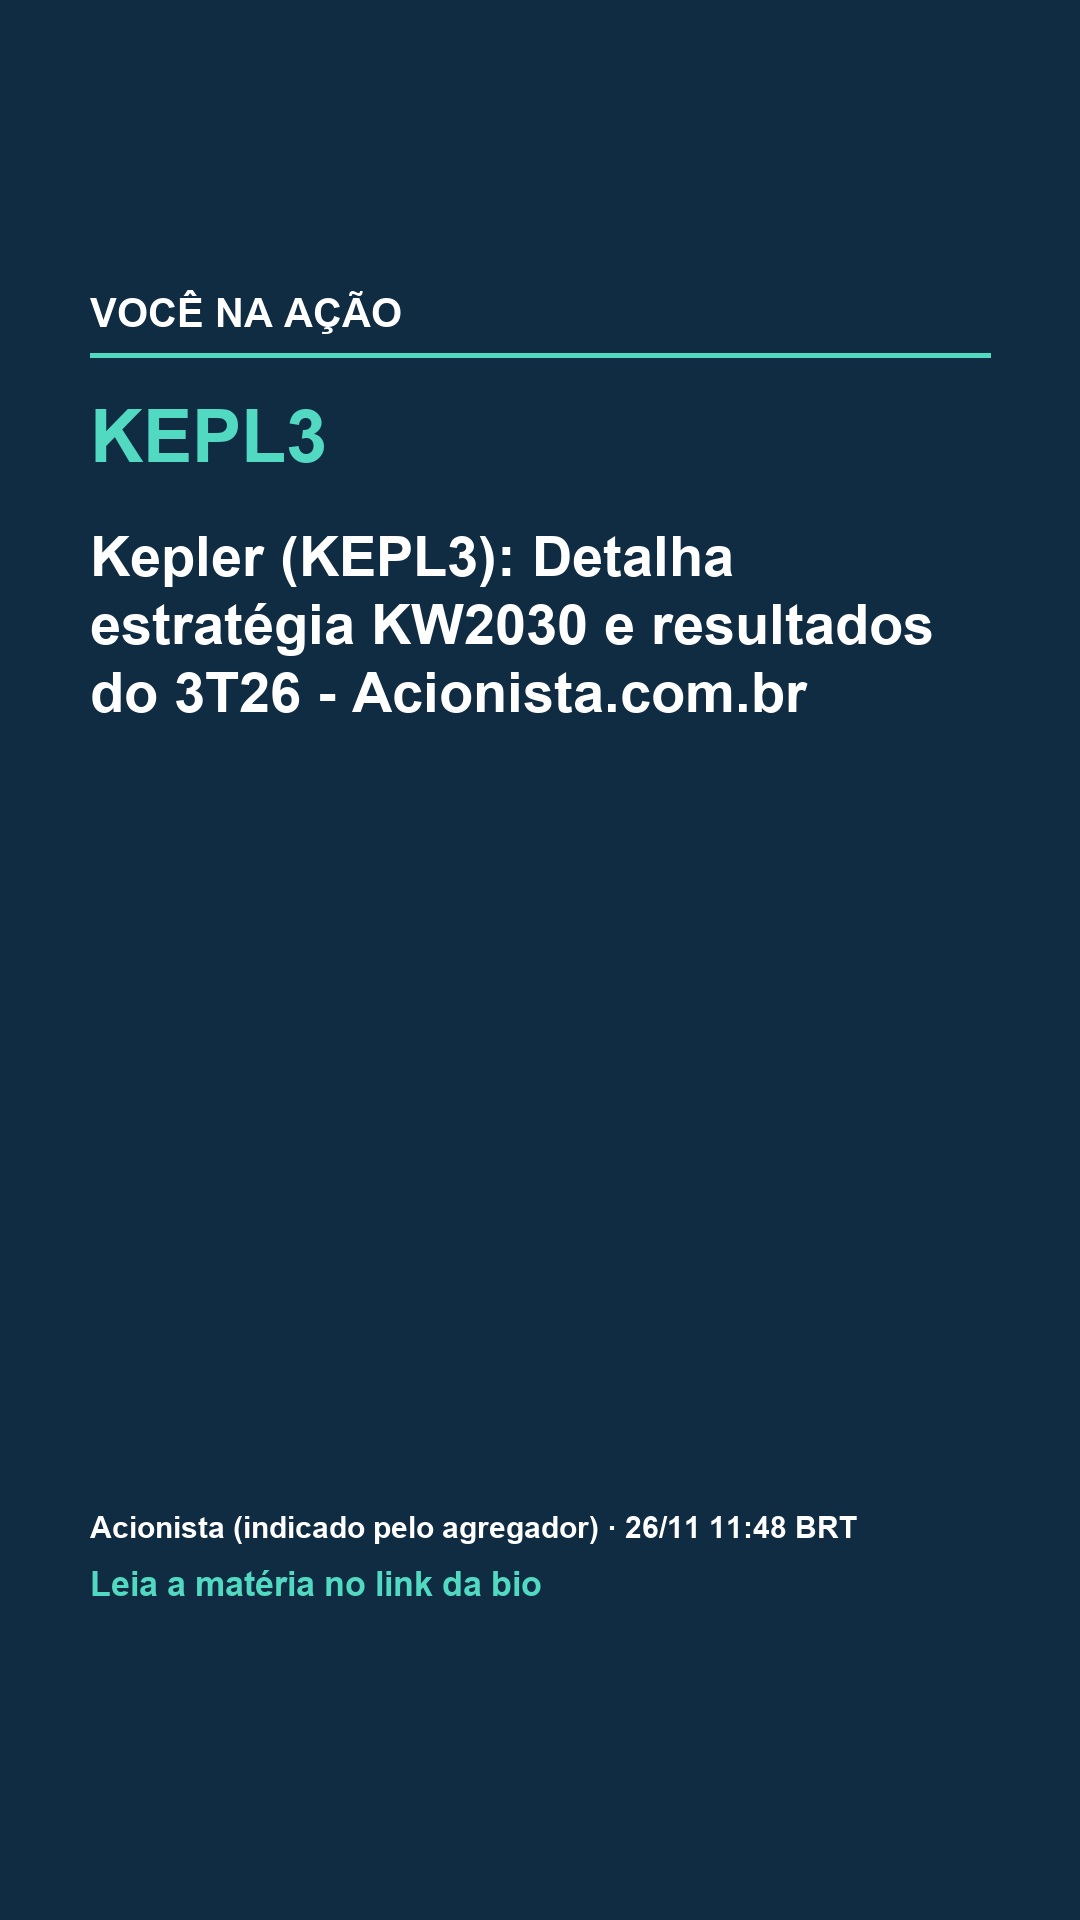 VOCÊ NA AÇÃO
KEPL3
Kepler (KEPL3): Detalha
estratégia KW2030 e resultados
do 3T26 - Acionista.com.br
Acionista (indicado pelo agregador) · 26/11 11:48 BRT
Leia a matéria no link da bio